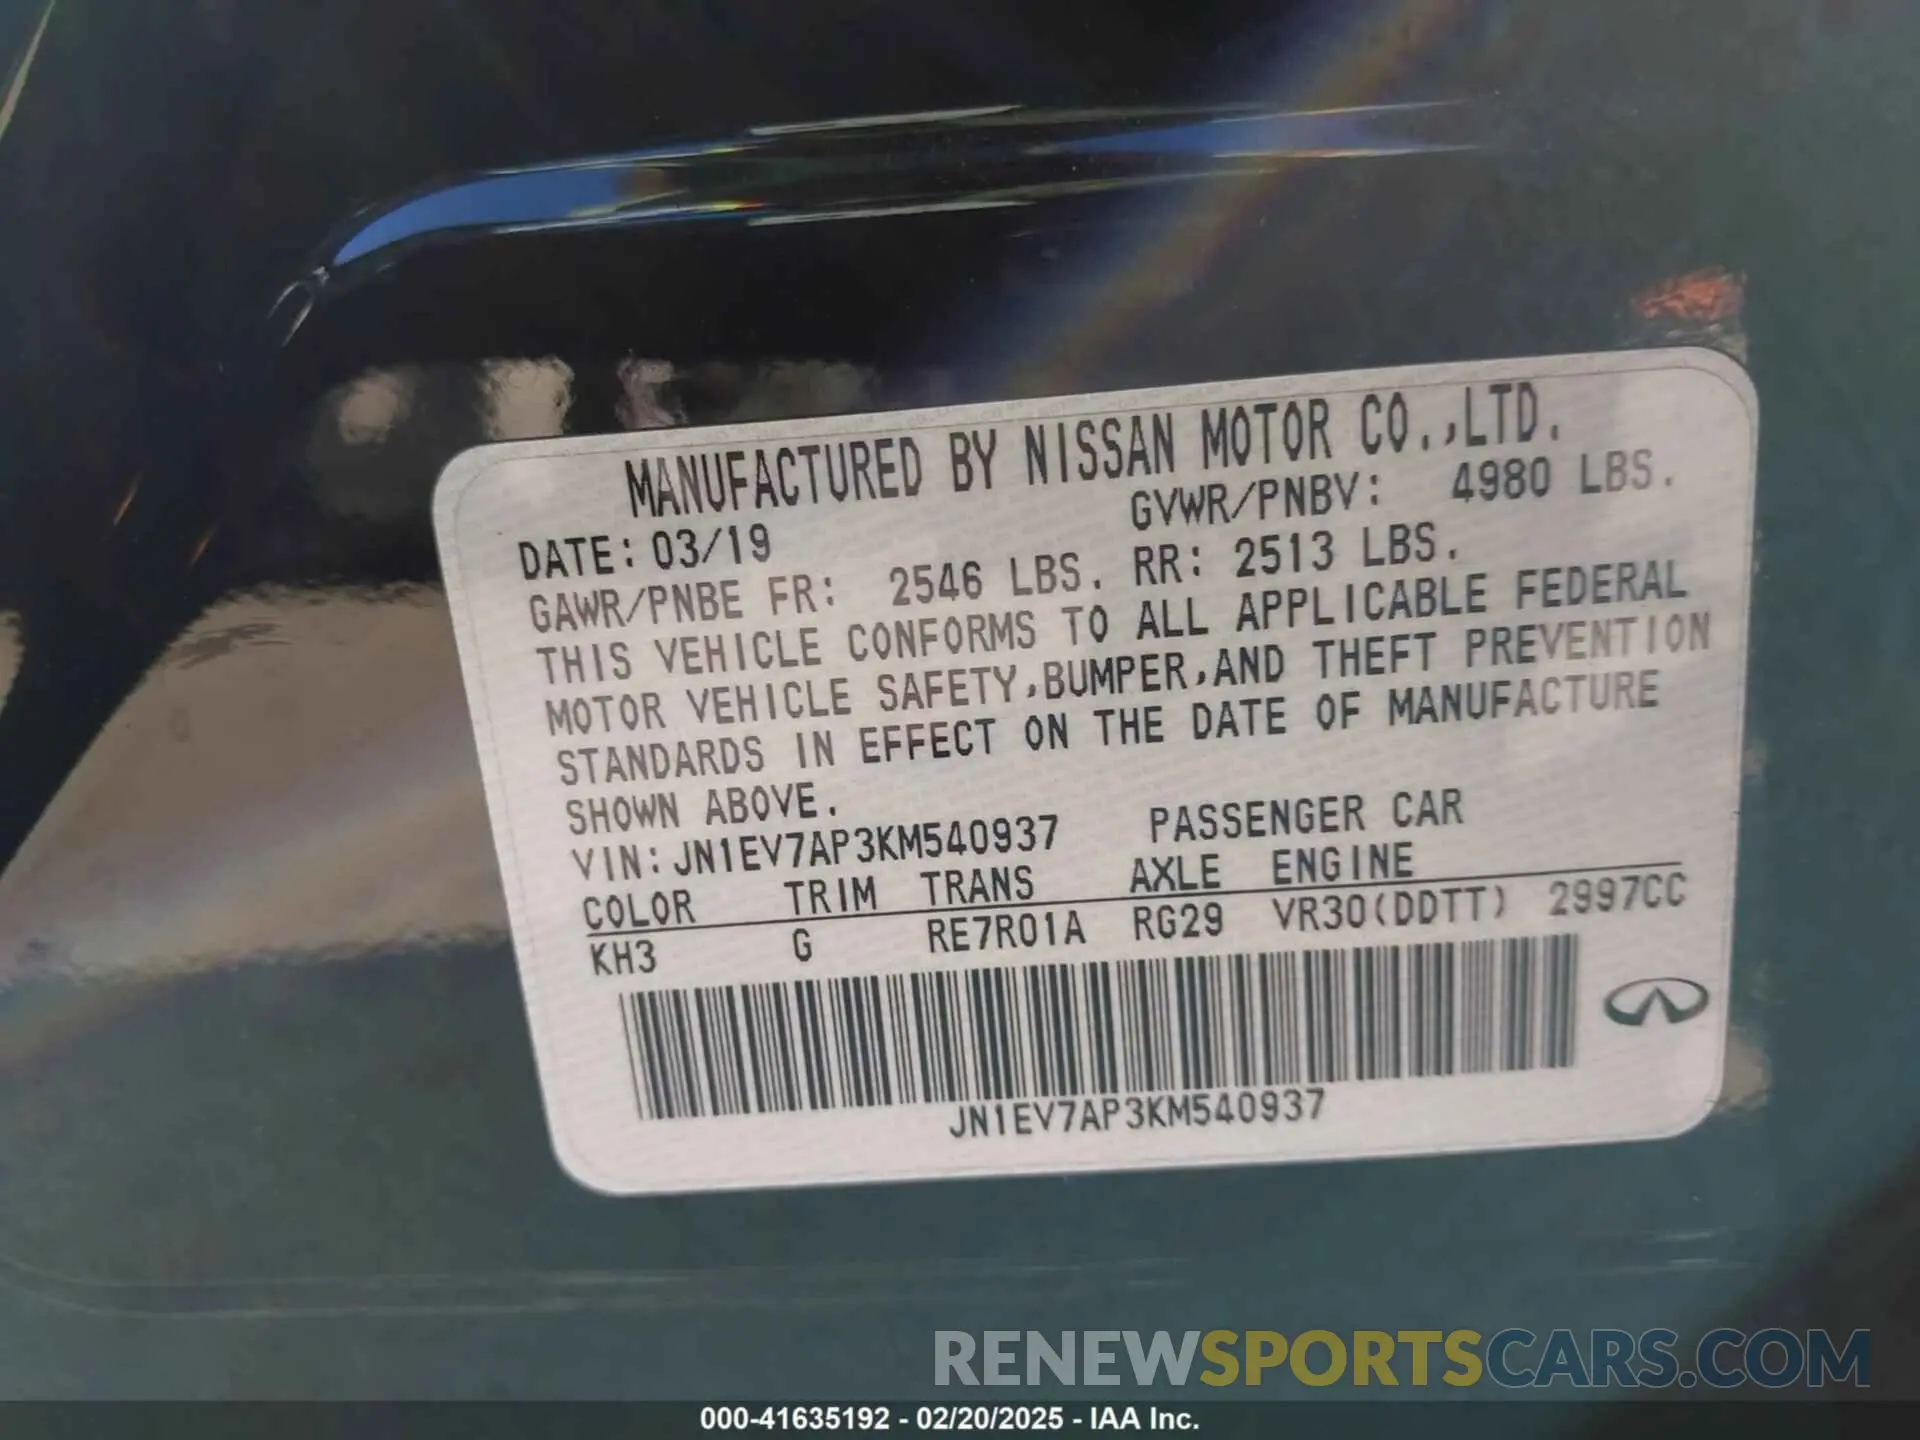 MANUFACTURED BY NISSAN MOTOR CO.,LTD.
DATE: 03/19 GVWR/PNBV: 4980 LBS.
GAWR/PNBE FR: 2546 LBS. RR: 2513 LBS.
THIS VEHICLE CONFORMS TO ALL APPLICABLE FEDERAL
MOTOR VEHICLE SAFETY,BUMPER,AND THEFT PREVENTION
STANDARDS IN EFFECT ON THE DATE OF MANUFACTURE
SHOWN ABOVE.
VIN: JN1EV7AP3KM540937 PASSENGER CAR
COLOR TRIM TRANS AXLE ENGINE
KH3 G RE7R01A RG29 VR30(DDTT) 2997CC
JN1EV7AP3KM540937
RENEWSPORTSCARS.COM
000-41635192 - 02/20/2025 - IAA Inc.